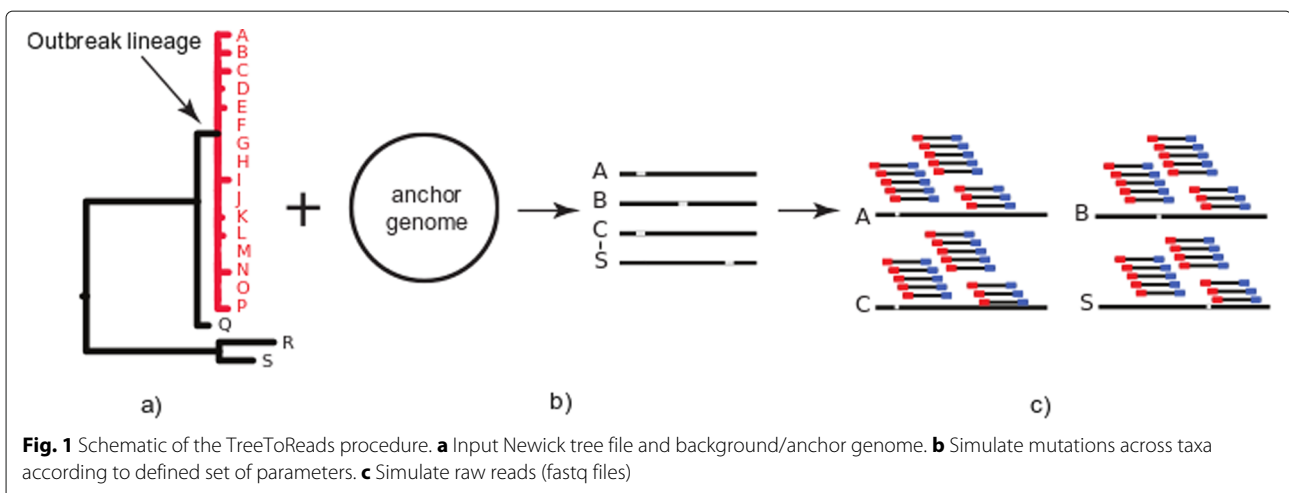 Outbreak lineage
A
B
C
D
E
F
G
H
I
J
K
L
M
N
O
P
Q
R
S
+
anchor
genome
A
B
C
S
A
B
C
S
a)
b)
c)
Fig. 1 Schematic of the TreeToReads procedure. a Input Newick tree file and background/anchor genome. b Simulate mutations across taxa
according to defined set of parameters. c Simulate raw reads (fastq files)